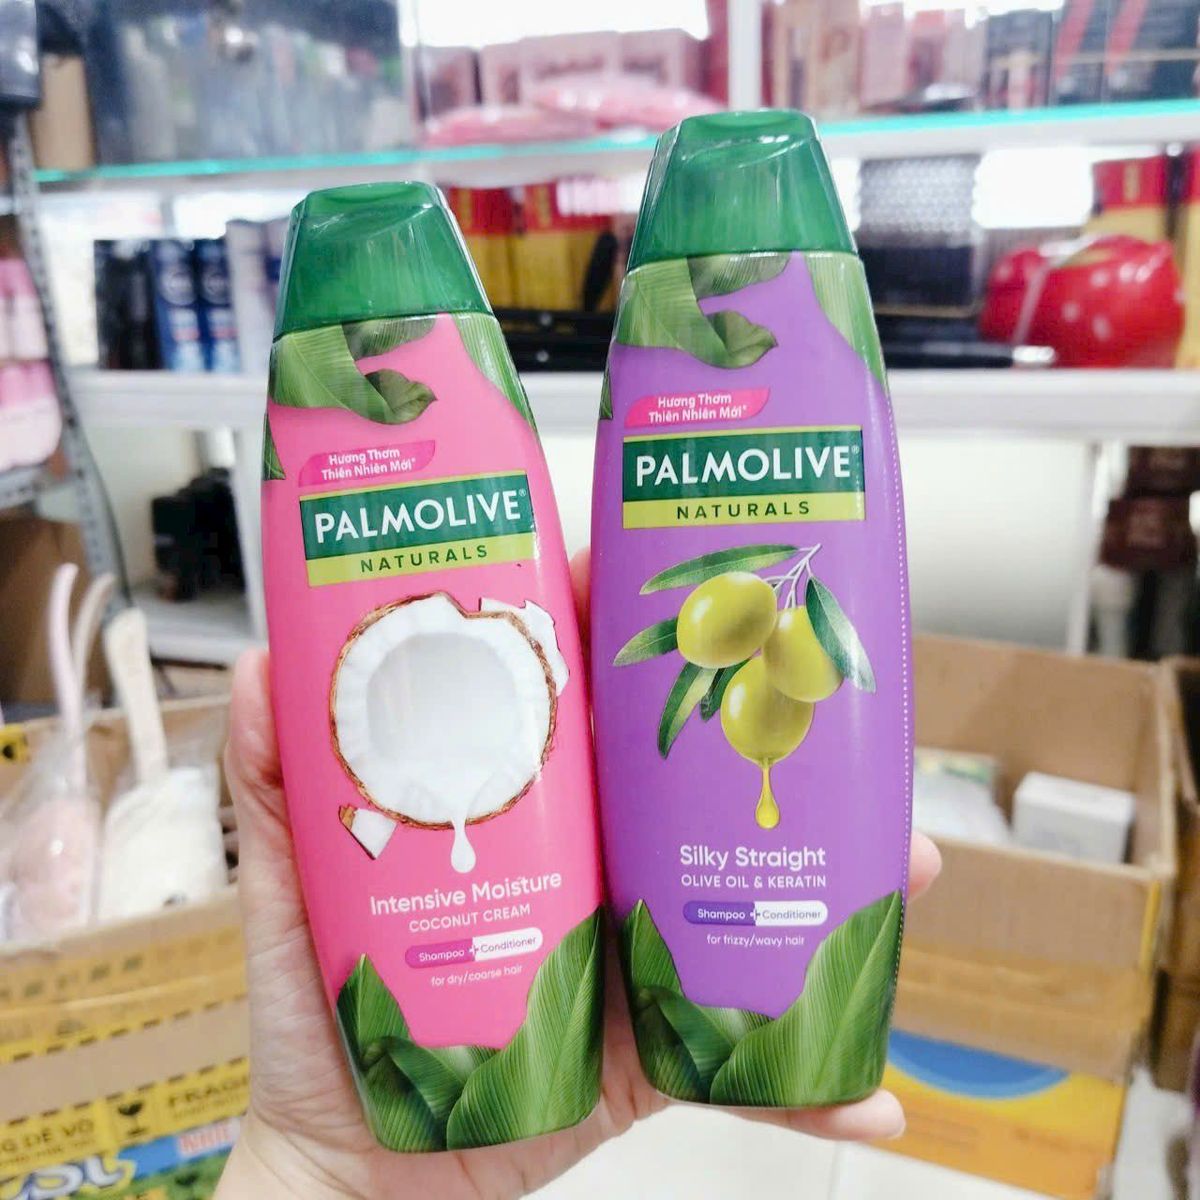 Hương Thơm
Thiên Nhiên Mới*
PALMOLIVE®
NATURALS
Intensive Moisture
COCONUT CREAM
Shampoo + Conditioner
for dry/coarse hair
Hương Thơm
Thiên Nhiên Mới*
PALMOLIVE®
NATURALS
Silky Straight
OLIVE OIL & KERATIN
Shampoo + Conditioner
for frizzy/wavy hair